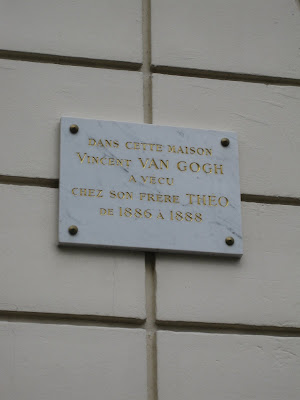 DANS CETTE MAISON
VINCENT VAN GOGH
A VECU
CHEZ SON FRÈRE THEO
DE 1886 À 1888